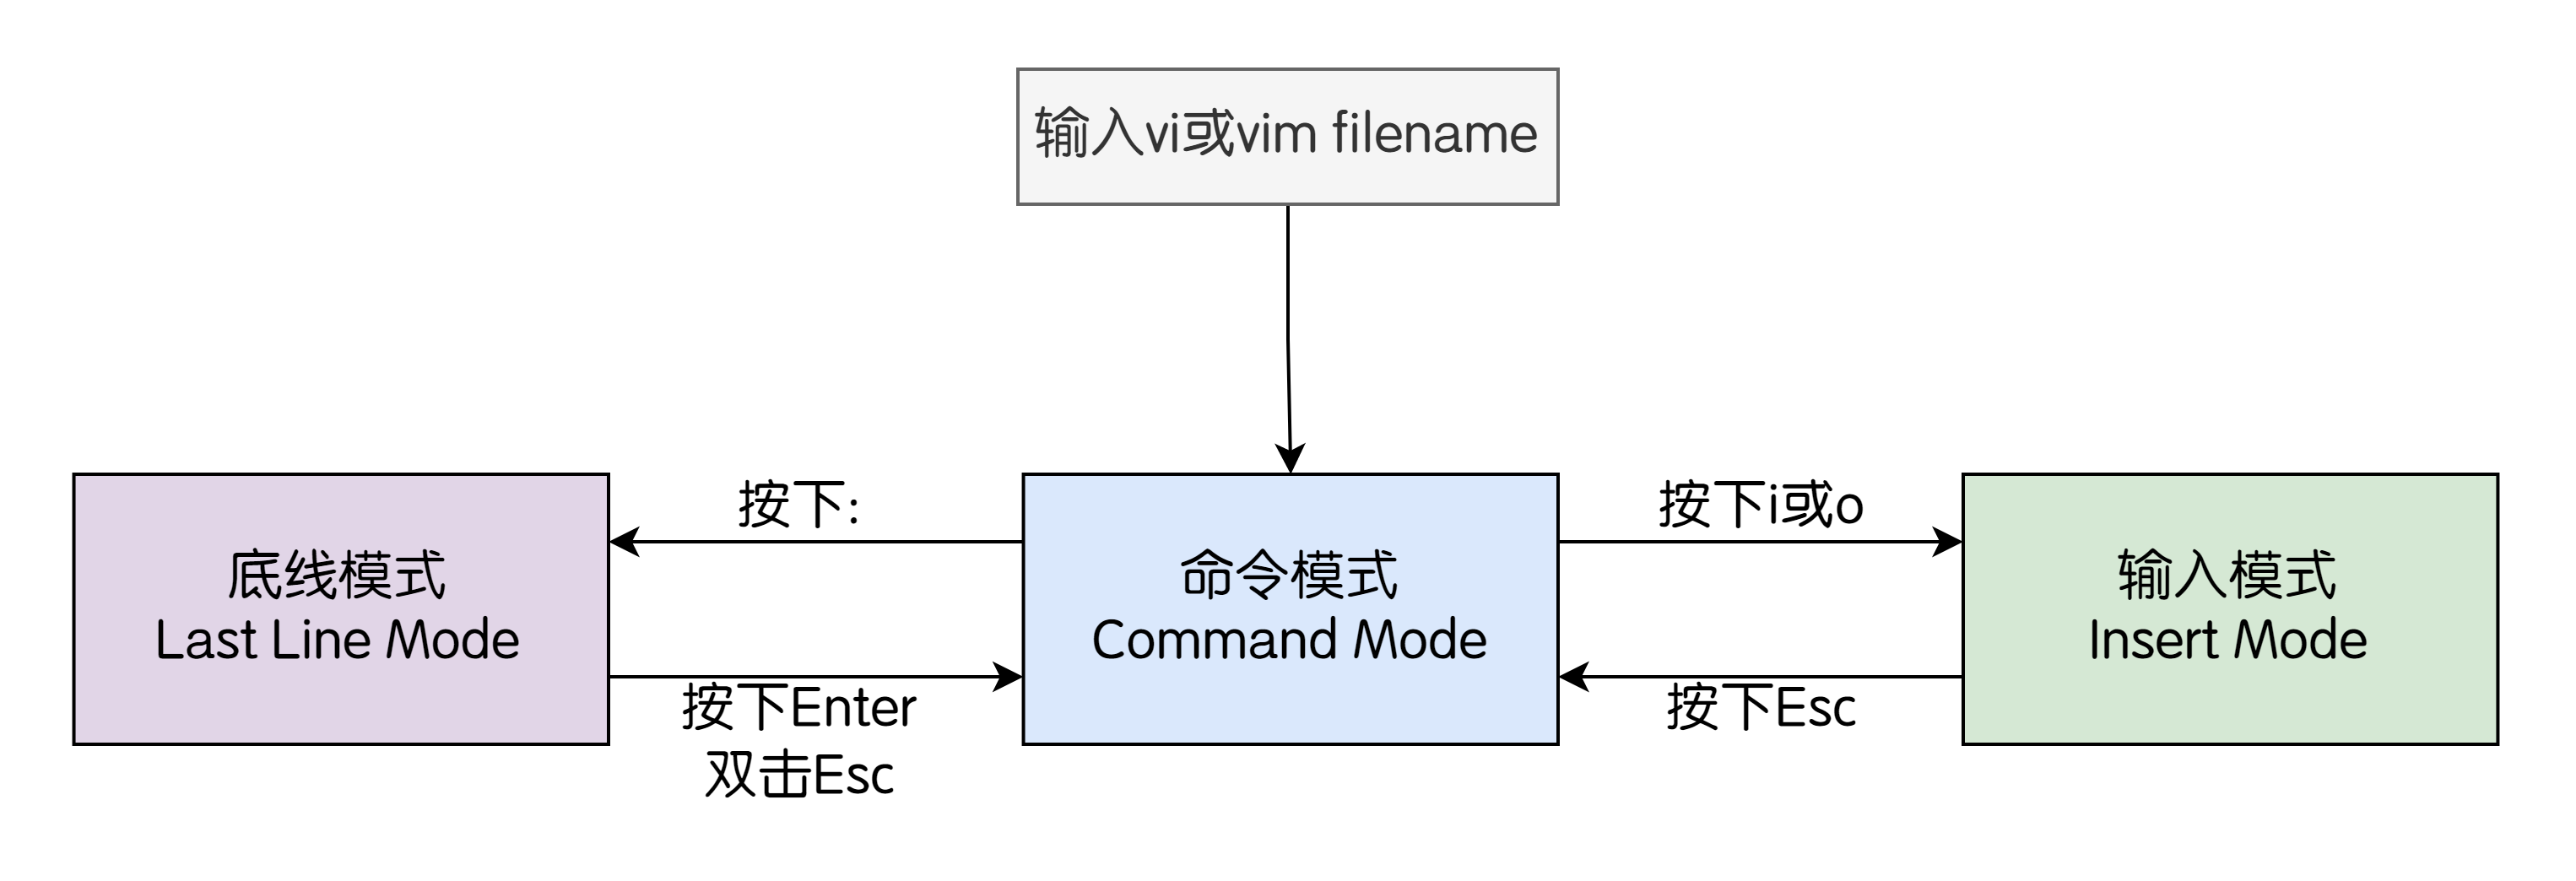 输入vi或vim filename
按下:
按下i或o
底线模式
Last Line Mode
命令模式
Command Mode
输入模式
Insert Mode
按下Enter
双击Esc
按下Esc